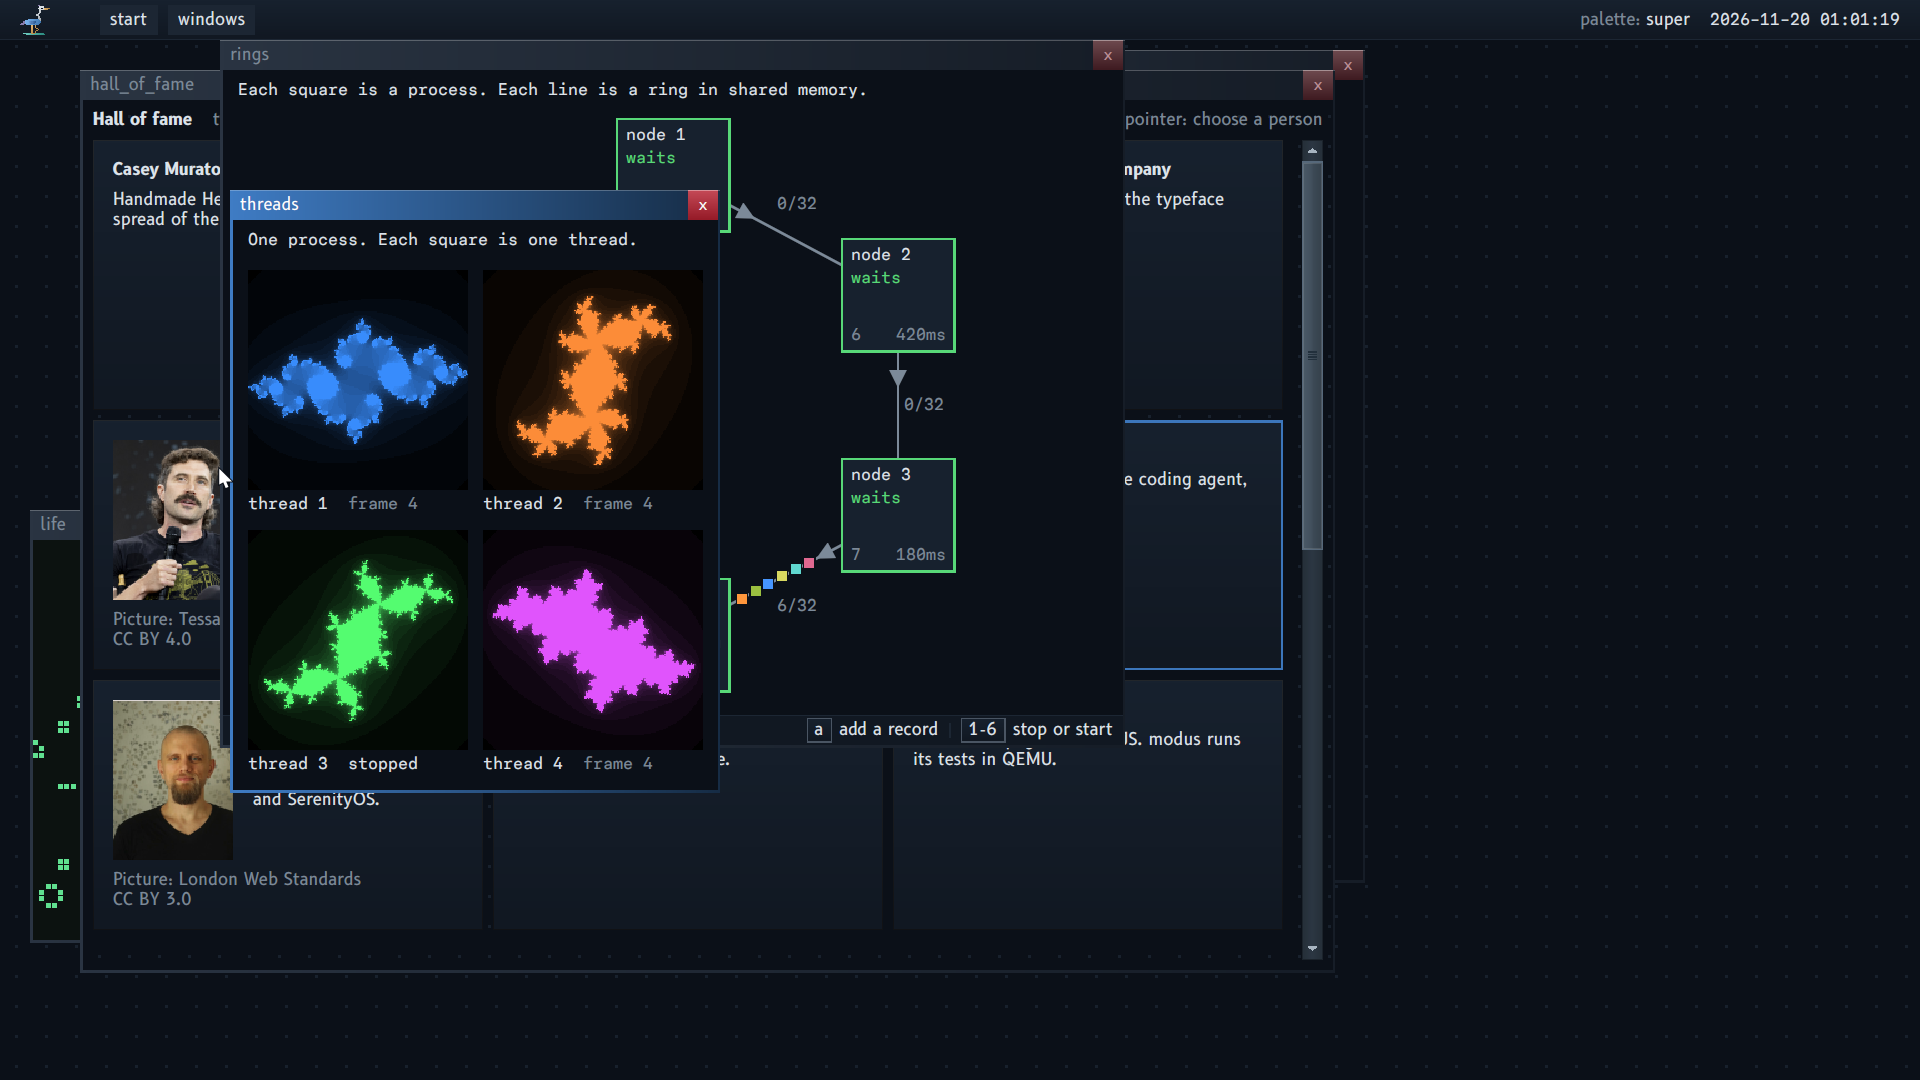 start windows palette: super 2026-11-20 01:01:19
rings x
x
hall_of_fame x
Each square is a process. Each line is a ring in shared memory.
Hall of fame
pointer: choose a person
node 1
waits
Casey Murato
Handmade He
spread of the
the typeface
threads x
0/32
One process. Each square is one thread.
node 2
waits
6 420ms
0/32
thread 1 frame 4 thread 2 frame 4
node 3
waits
7 180ms
coding agent,
life
6/32
Picture: Tessa
CC BY 4.0
a add a record 1-6 stop or start
JS. modus runs
its tests in QEMU.
thread 3 stopped thread 4 frame 4
and SerenityOS.
Picture: London Web Standards
CC BY 3.0